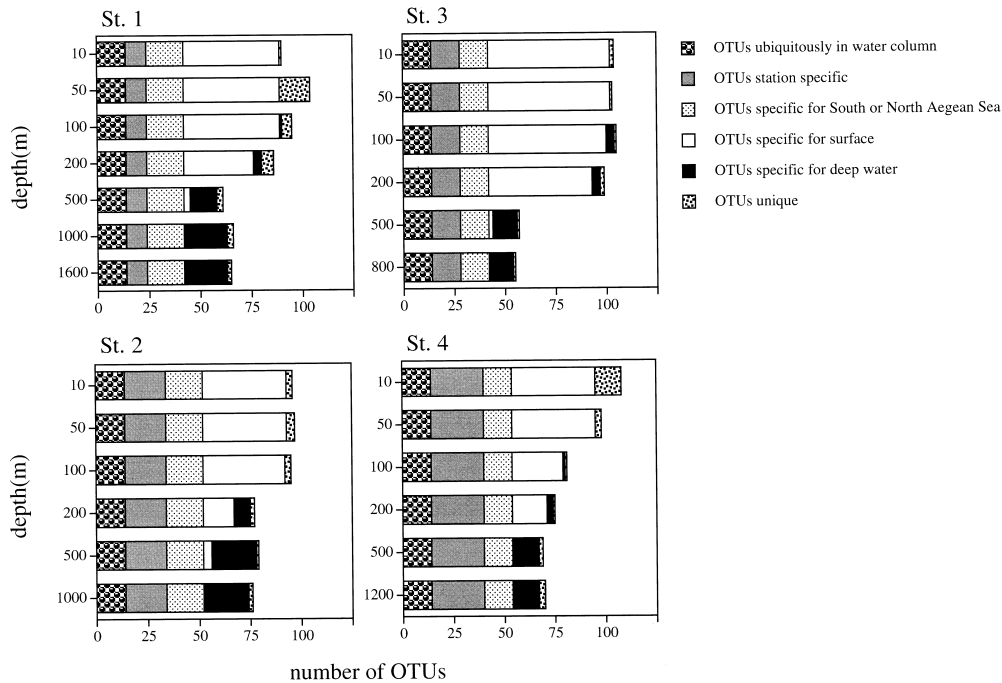 St. 1
10
50
100
200
500
1000
1600
0 25 50 75 100
depth(m)
St. 3
10
50
100
200
500
800
0 25 50 75 100
OTUs ubiquitously in water column
OTUs station specific
OTUs specific for South or North Aegean Sea
OTUs specific for surface
OTUs specific for deep water
OTUs unique
St. 2
10
50
100
200
500
1000
0 25 50 75 100
depth(m)
St. 4
10
50
100
200
500
1200
0 25 50 75 100
number of OTUs